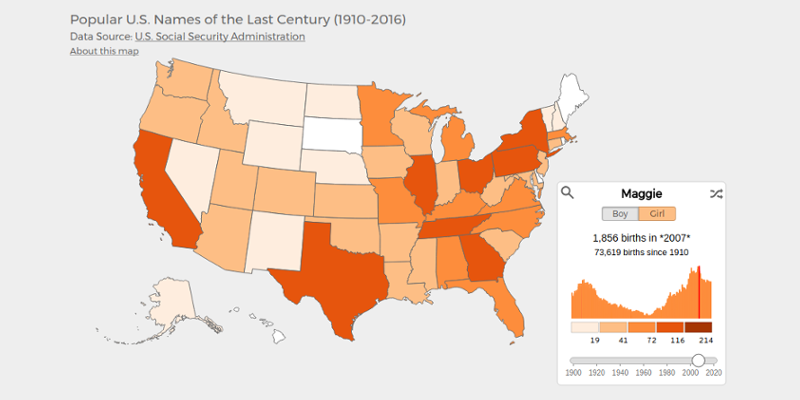 Popular U.S. Names of the Last Century (1910-2016)
Data Source: U.S. Social Security Administration
About this map
Maggie
Boy Girl
1,856 births in *2007*
73,619 births since 1910
19 41 72 116 214
1900 1920 1940 1960 1980 2000 2020